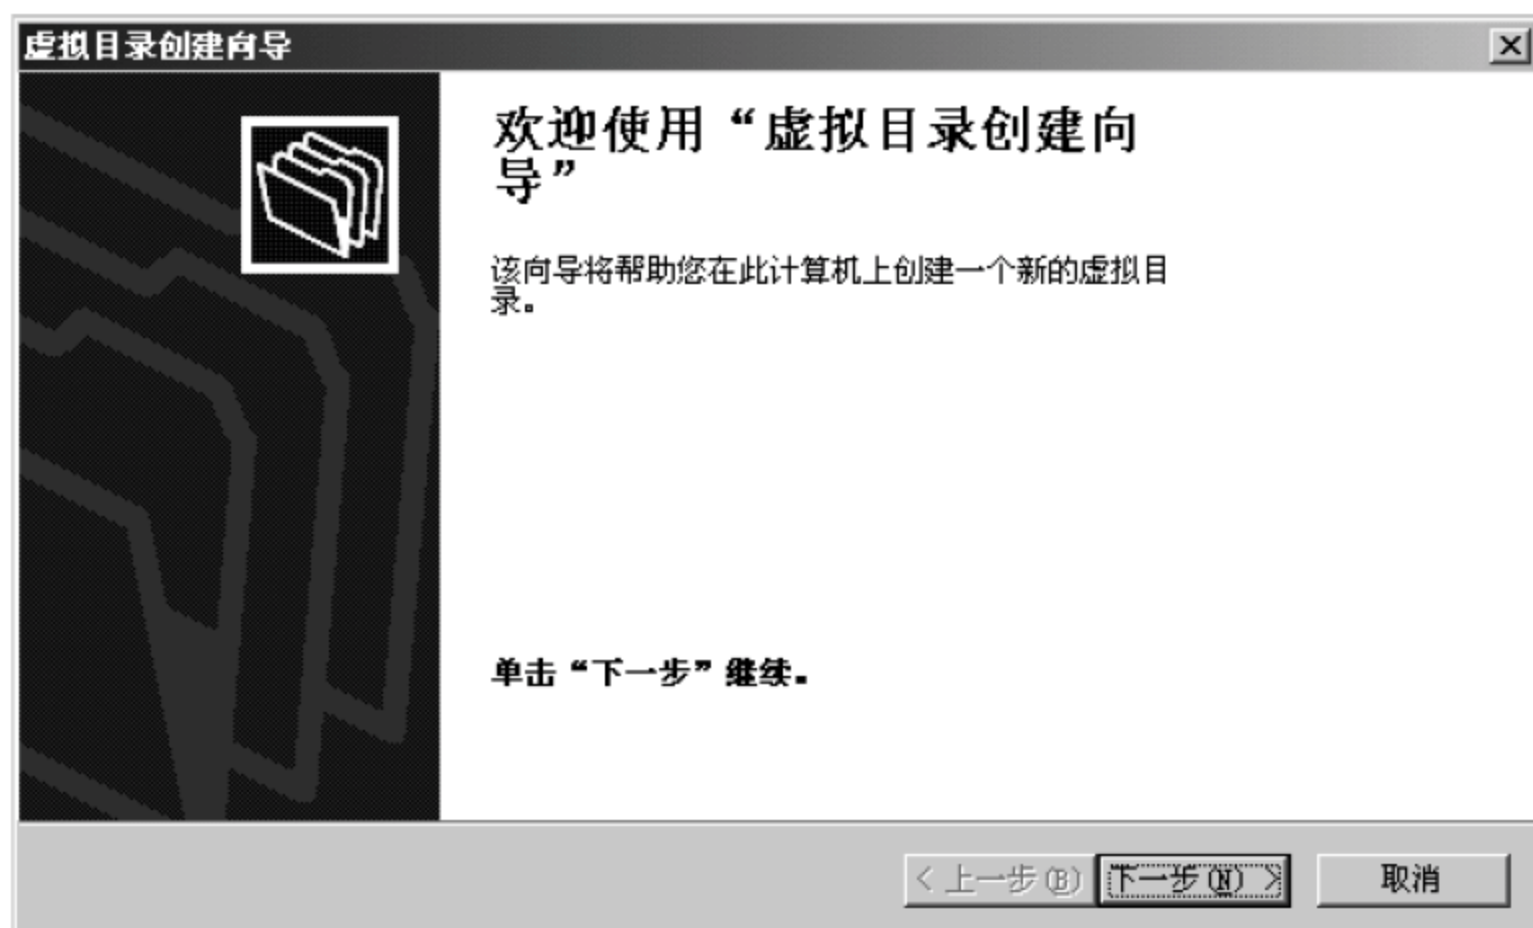 虚拟目录创建向导
欢迎使用“虚拟目录创建向
导”
该向导将帮助您在此计算机上创建一个新的虚拟目
录。
单击“下一步”继续。
< 上一步(B) 下一步(N) > 取消